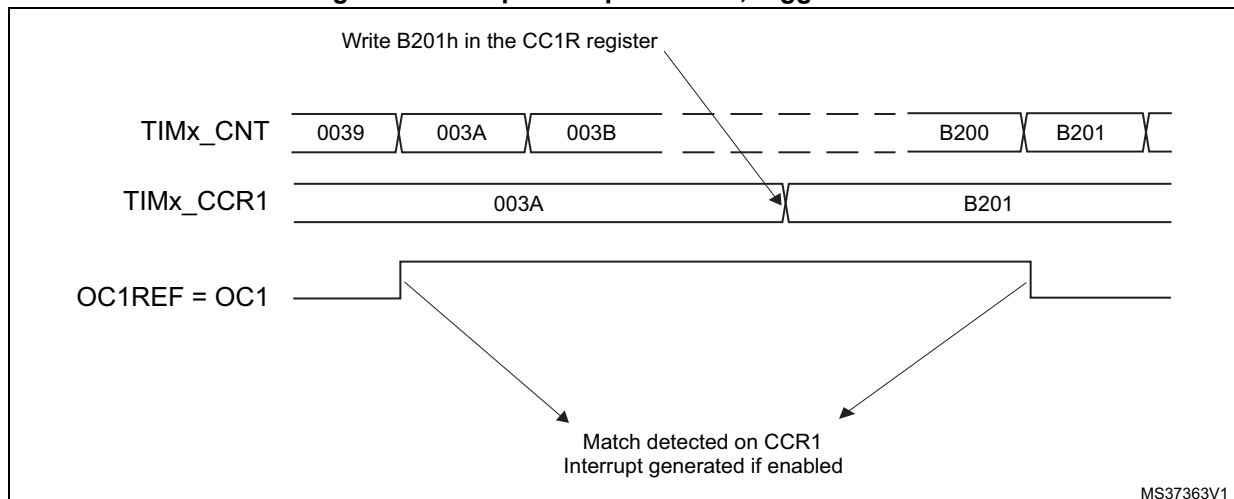 Write B201h in the CC1R register
TIMx_CNT 0039 003A 003B B200 B201
TIMx_CCR1 003A B201
OC1REF = OC1
Match detected on CCR1
Interrupt generated if enabled
MS37363V1